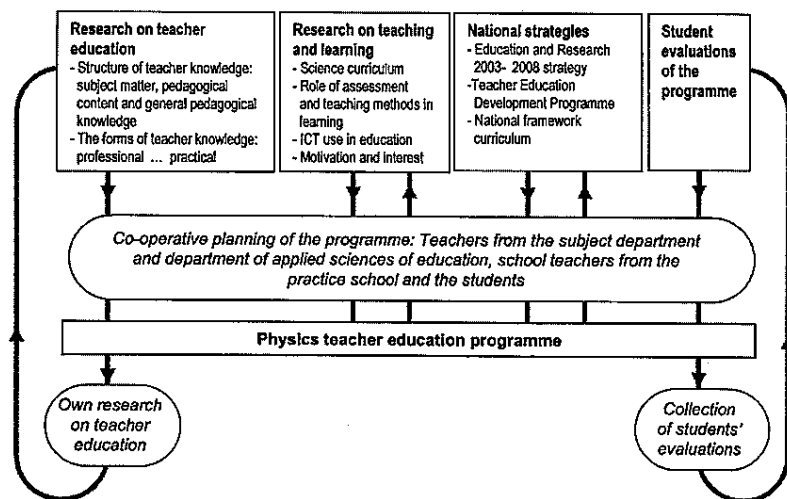 Research on teacher
education
- Structure of teacher knowledge:
subject matter, pedagogical
content and general pedagogical
knowledge
- The forms of teacher knowledge:
professional ... practical
Research on teaching
and learning
- Science curriculum
- Role of assessment
and teaching methods in
learning
- ICT use in education
- Motivation and interest
National strategies
- Education and Research
2003- 2008 strategy
-Teacher Education
Development Programme
- National framework
curriculum
Student
evaluations
of the
programme
Co-operative planning of the programme: Teachers from the subject department
and department of applied sciences of education, school teachers from the
practice school and the students
Physics teacher education programme
Own research
on teacher
education
Collection
of students'
evaluations